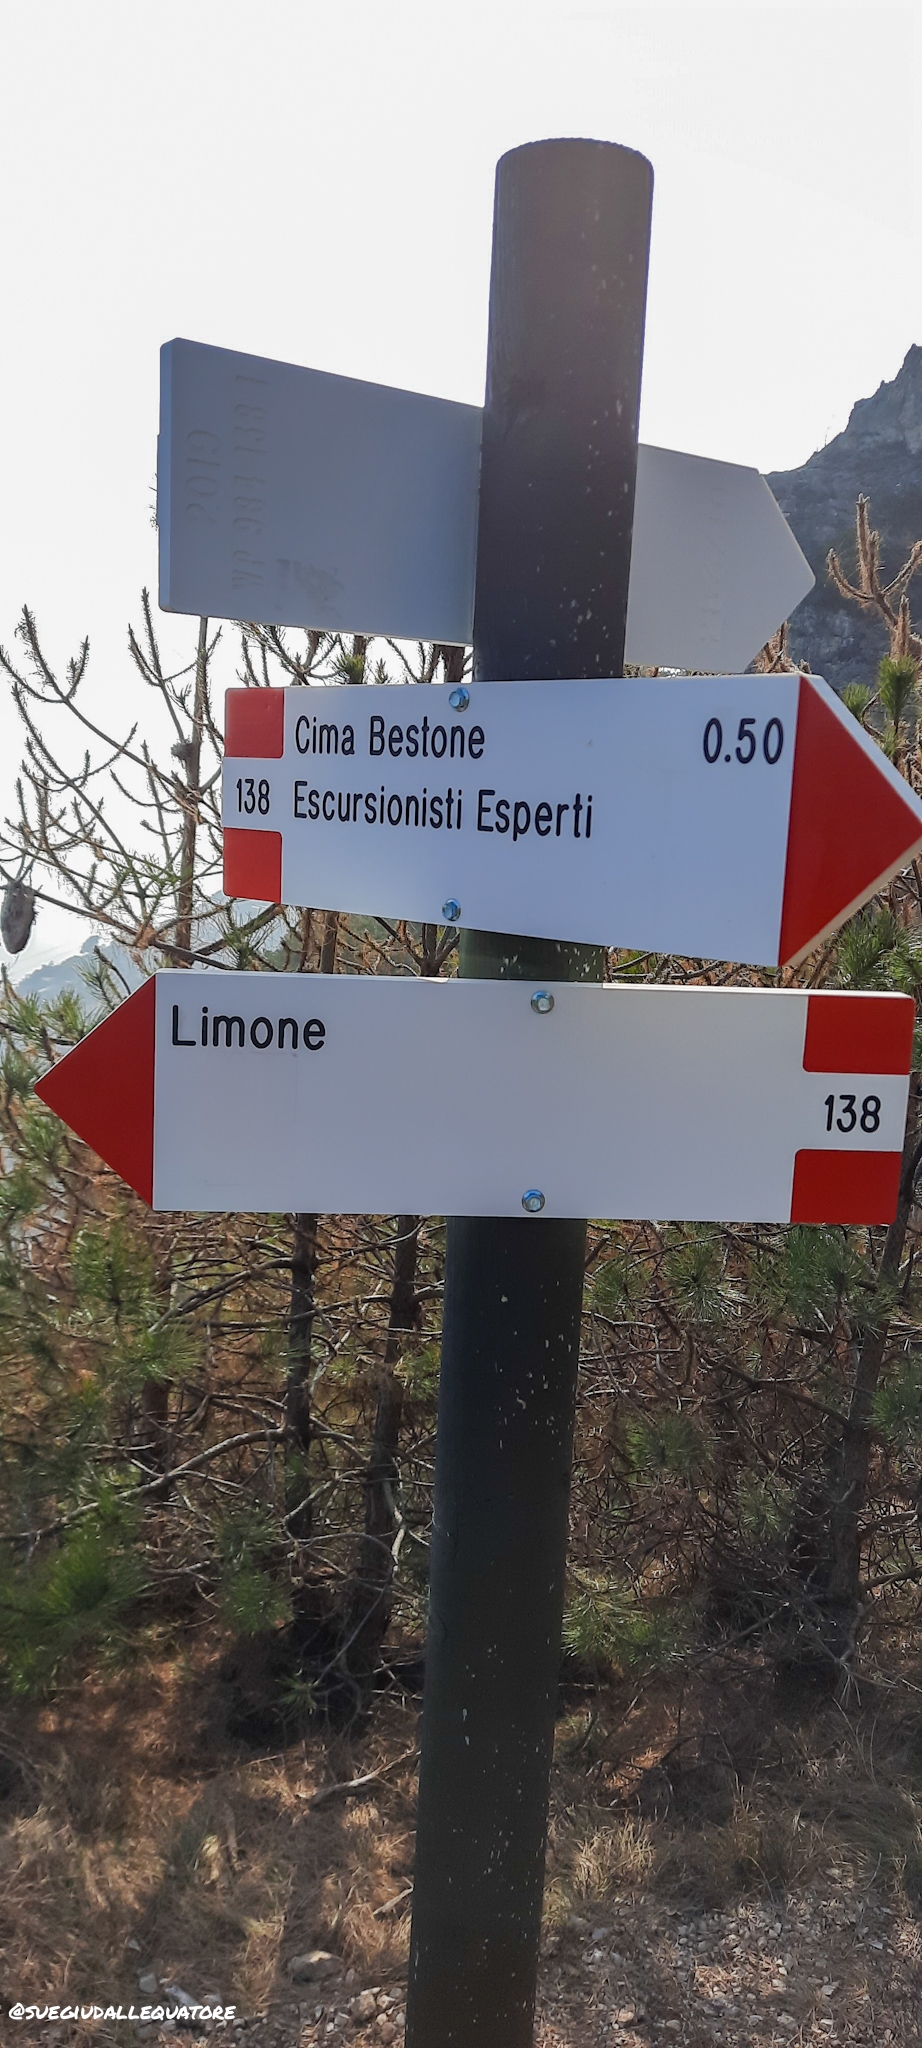 Cima Bestone 0.50
138 Escursionisti Esperti
Limone
138
@SUEGIUDALLEQUATORE